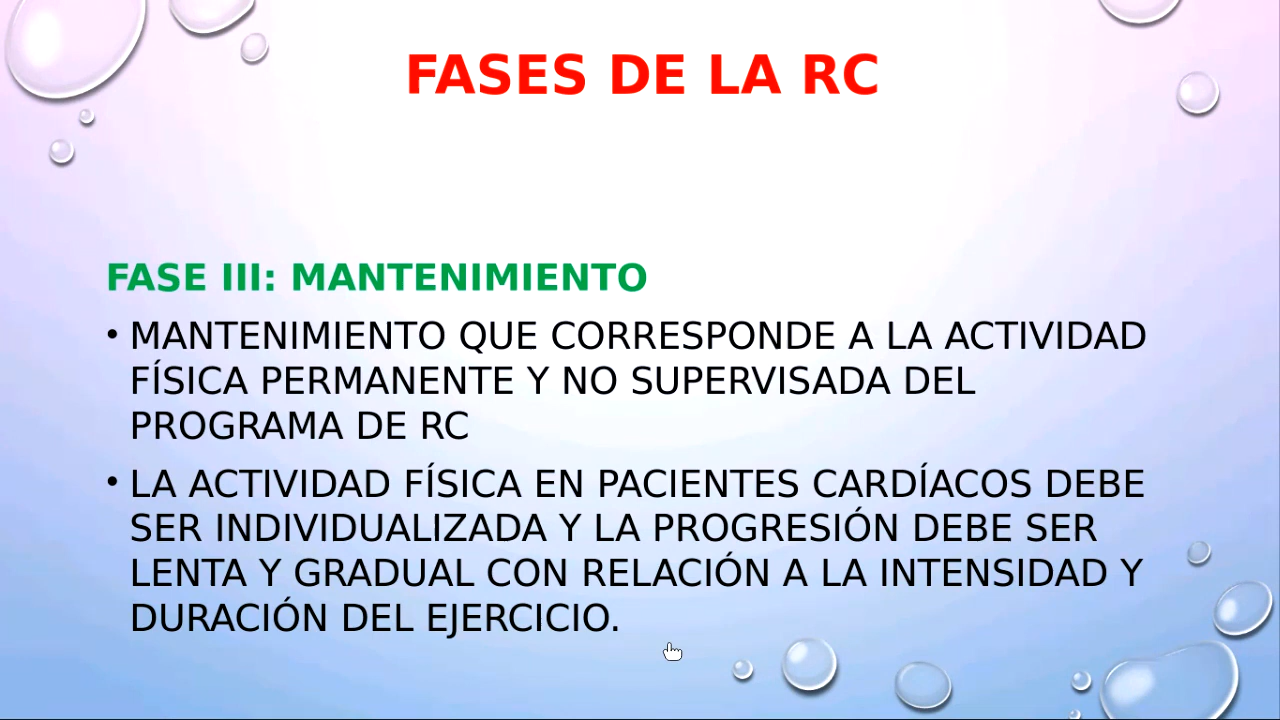 FASES DE LA RC
FASE III: MANTENIMIENTO
• MANTENIMIENTO QUE CORRESPONDE A LA ACTIVIDAD
FÍSICA PERMANENTE Y NO SUPERVISADA DEL
PROGRAMA DE RC
• LA ACTIVIDAD FÍSICA EN PACIENTES CARDÍACOS DEBE
SER INDIVIDUALIZADA Y LA PROGRESIÓN DEBE SER
LENTA Y GRADUAL CON RELACIÓN A LA INTENSIDAD Y
DURACIÓN DEL EJERCICIO.